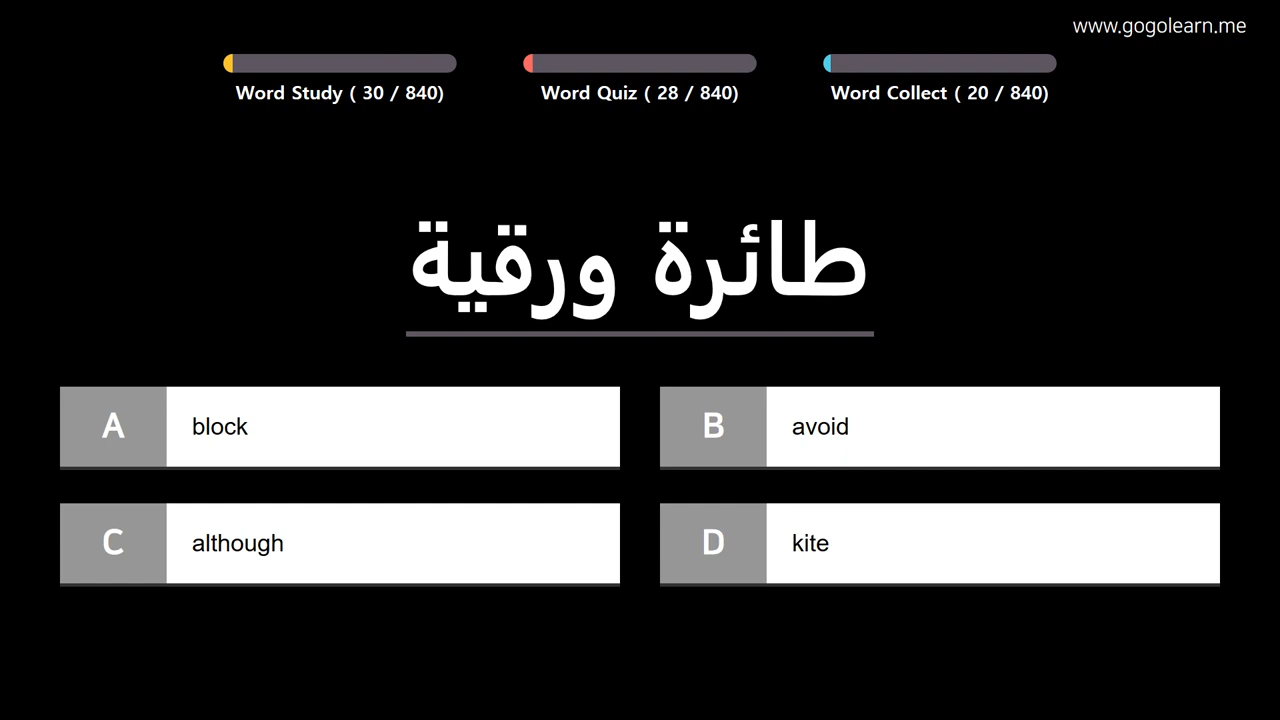 www.gogolearn.me
Word Study ( 30 / 840)
Word Quiz ( 28 / 840)
Word Collect ( 20 / 840)
طائرة ورقية
A block
B avoid
C although
D kite